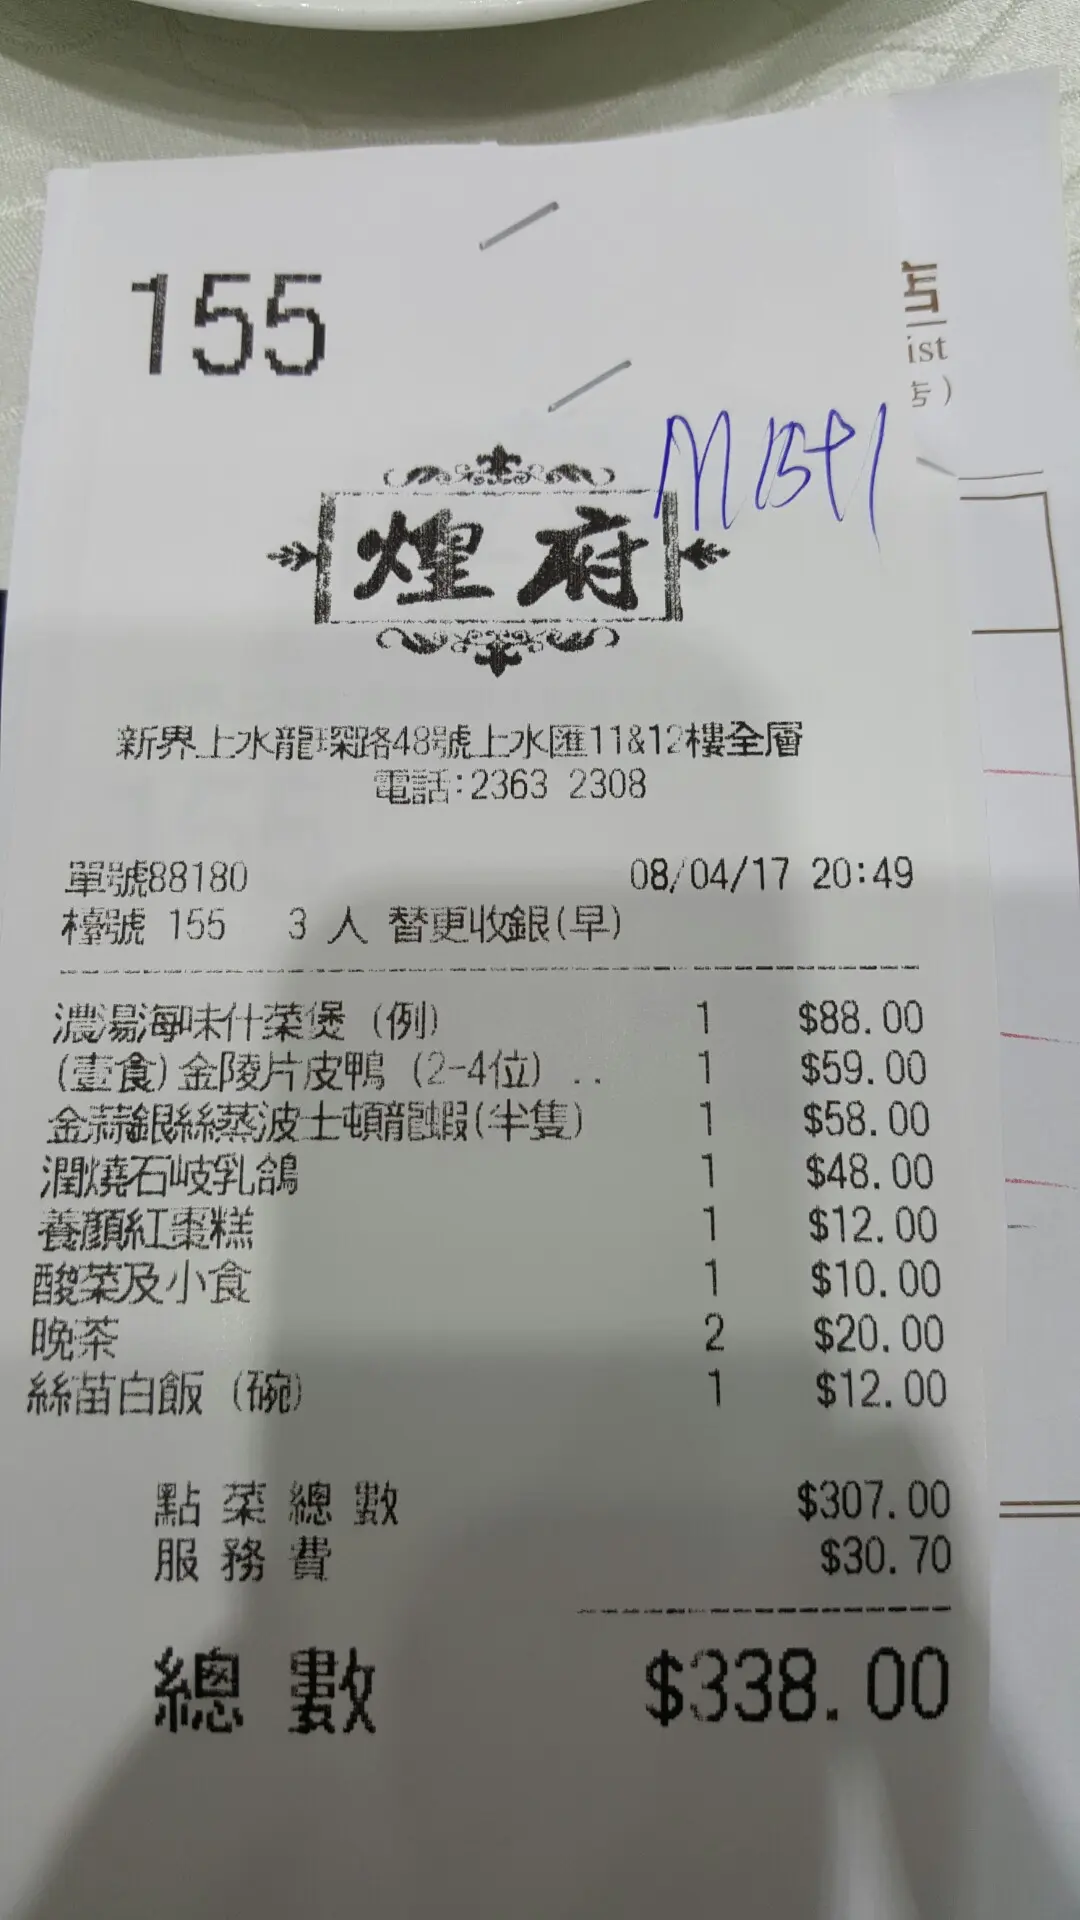 155
煌府
新界上水龍琛路48號上水匯11&12樓全層
電話:2363 2308
單號88180 08/04/17 20:49
檯號 155 3 人 替更收銀(早)
濃湯海味什菜煲 (例) 1 $88.00
(壹食)金陵片皮鴨 (2-4位) .. 1 $59.00
金蒜銀絲蒸波士頓龍蝦(半隻) 1 $58.00
潤燒石岐乳鴿 1 $48.00
養顏紅棗糕 1 $12.00
酸菜及小食 1 $10.00
晚茶 2 $20.00
絲苗白飯 (碗) 1 $12.00
點菜總數 $307.00
服務費 $30.70
總數 $338.00
ist